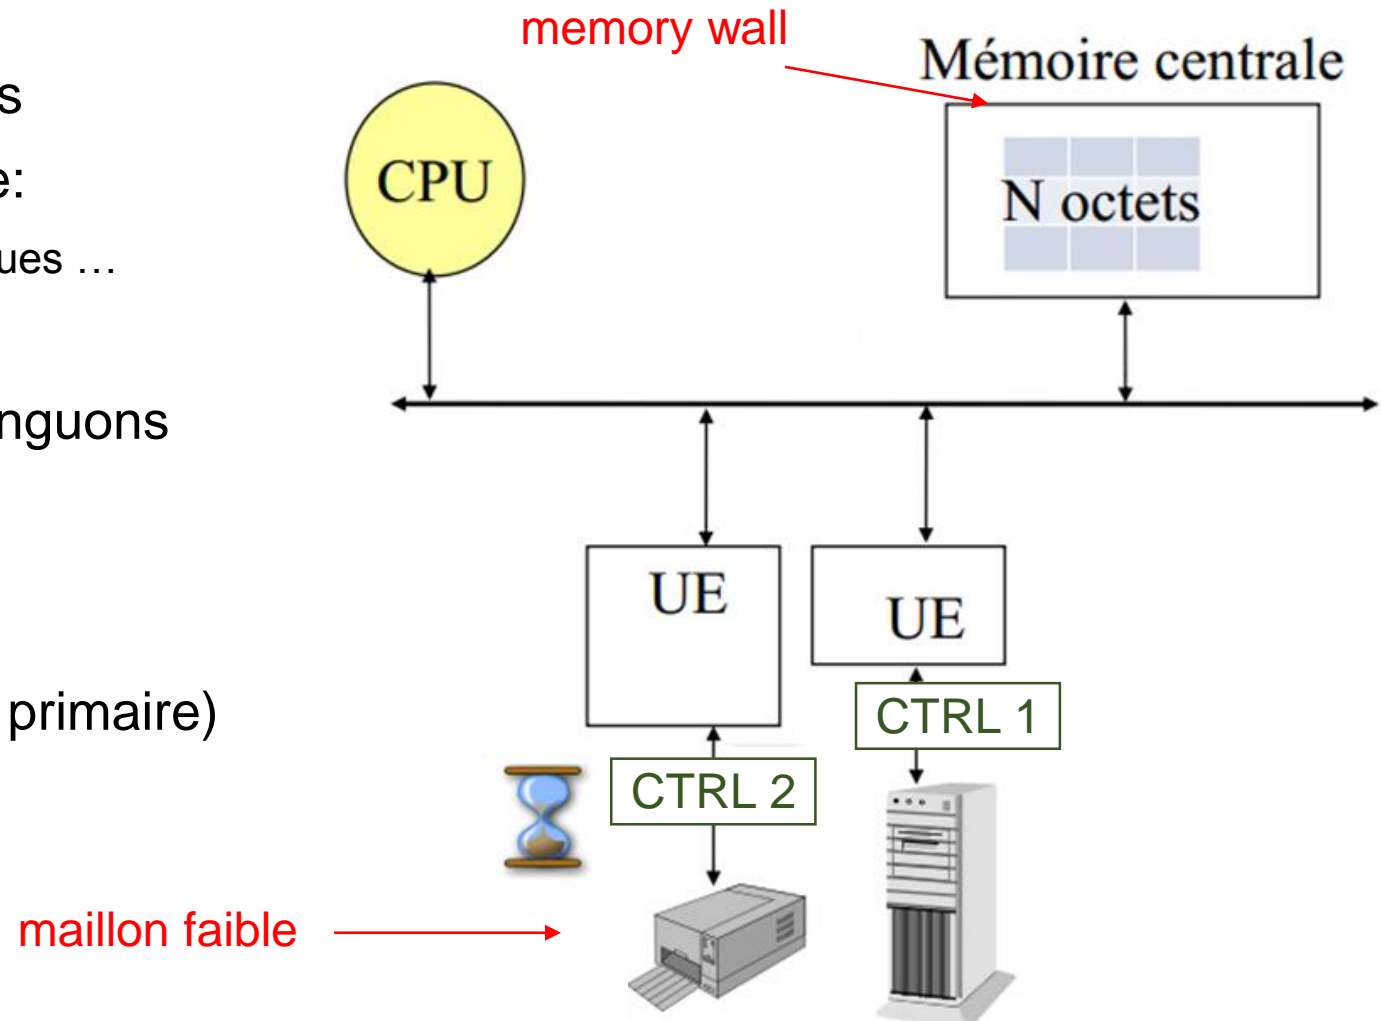 memory wall
Mémoire centrale
s
CPU
e:
N octets
ues …
nguons
UE
UE
primaire)
CTRL 1
CTRL 2
maillon faible